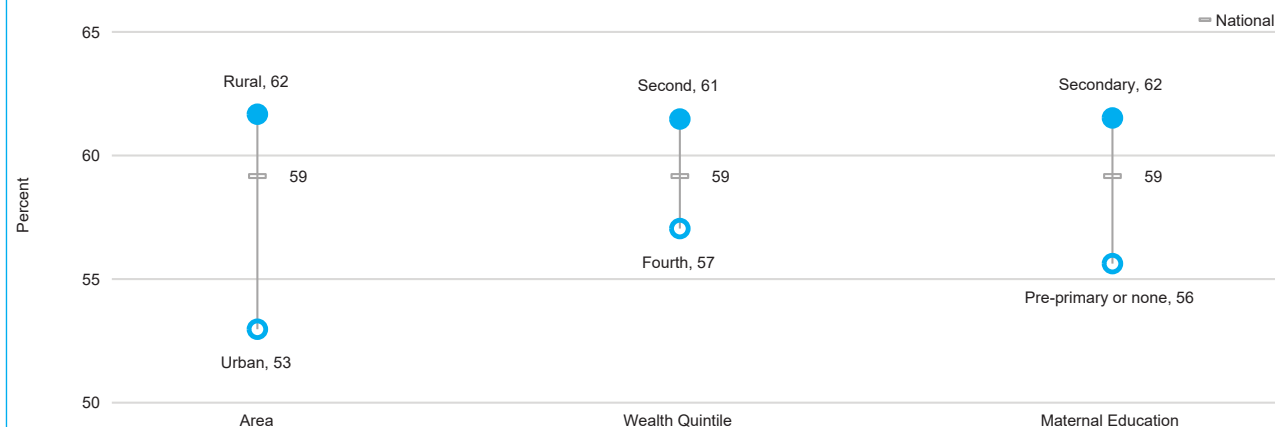 National
65
Rural, 62
Second, 61
Secondary, 62
60
59
59
59
Percent
Fourth, 57
55
Pre-primary or none, 56
Urban, 53
50
Area
Wealth Quintile
Maternal Education